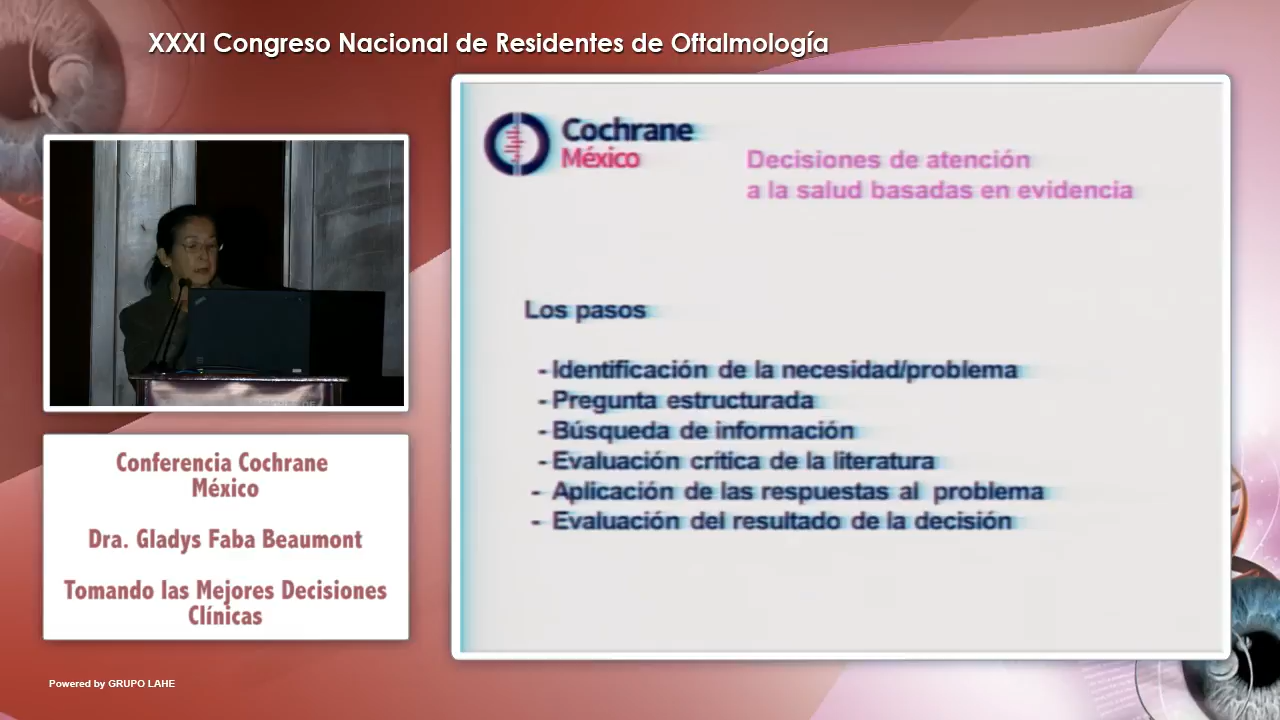 XXXI Congreso Nacional de Residentes de Oftalmología
Cochrane
México
Decisiones de atención
a la salud basadas en evidencia
Los pasos
- Identificación de la necesidad/problema
- Pregunta estructurada
- Búsqueda de información
- Evaluación crítica de la literatura
- Aplicación de las respuestas al problema
- Evaluación del resultado de la decisión
Conferencia Cochrane
México
Dra. Gladys Faba Beaumont
Tomando las Mejores Decisiones
Clínicas
Powered by GRUPO LAHE